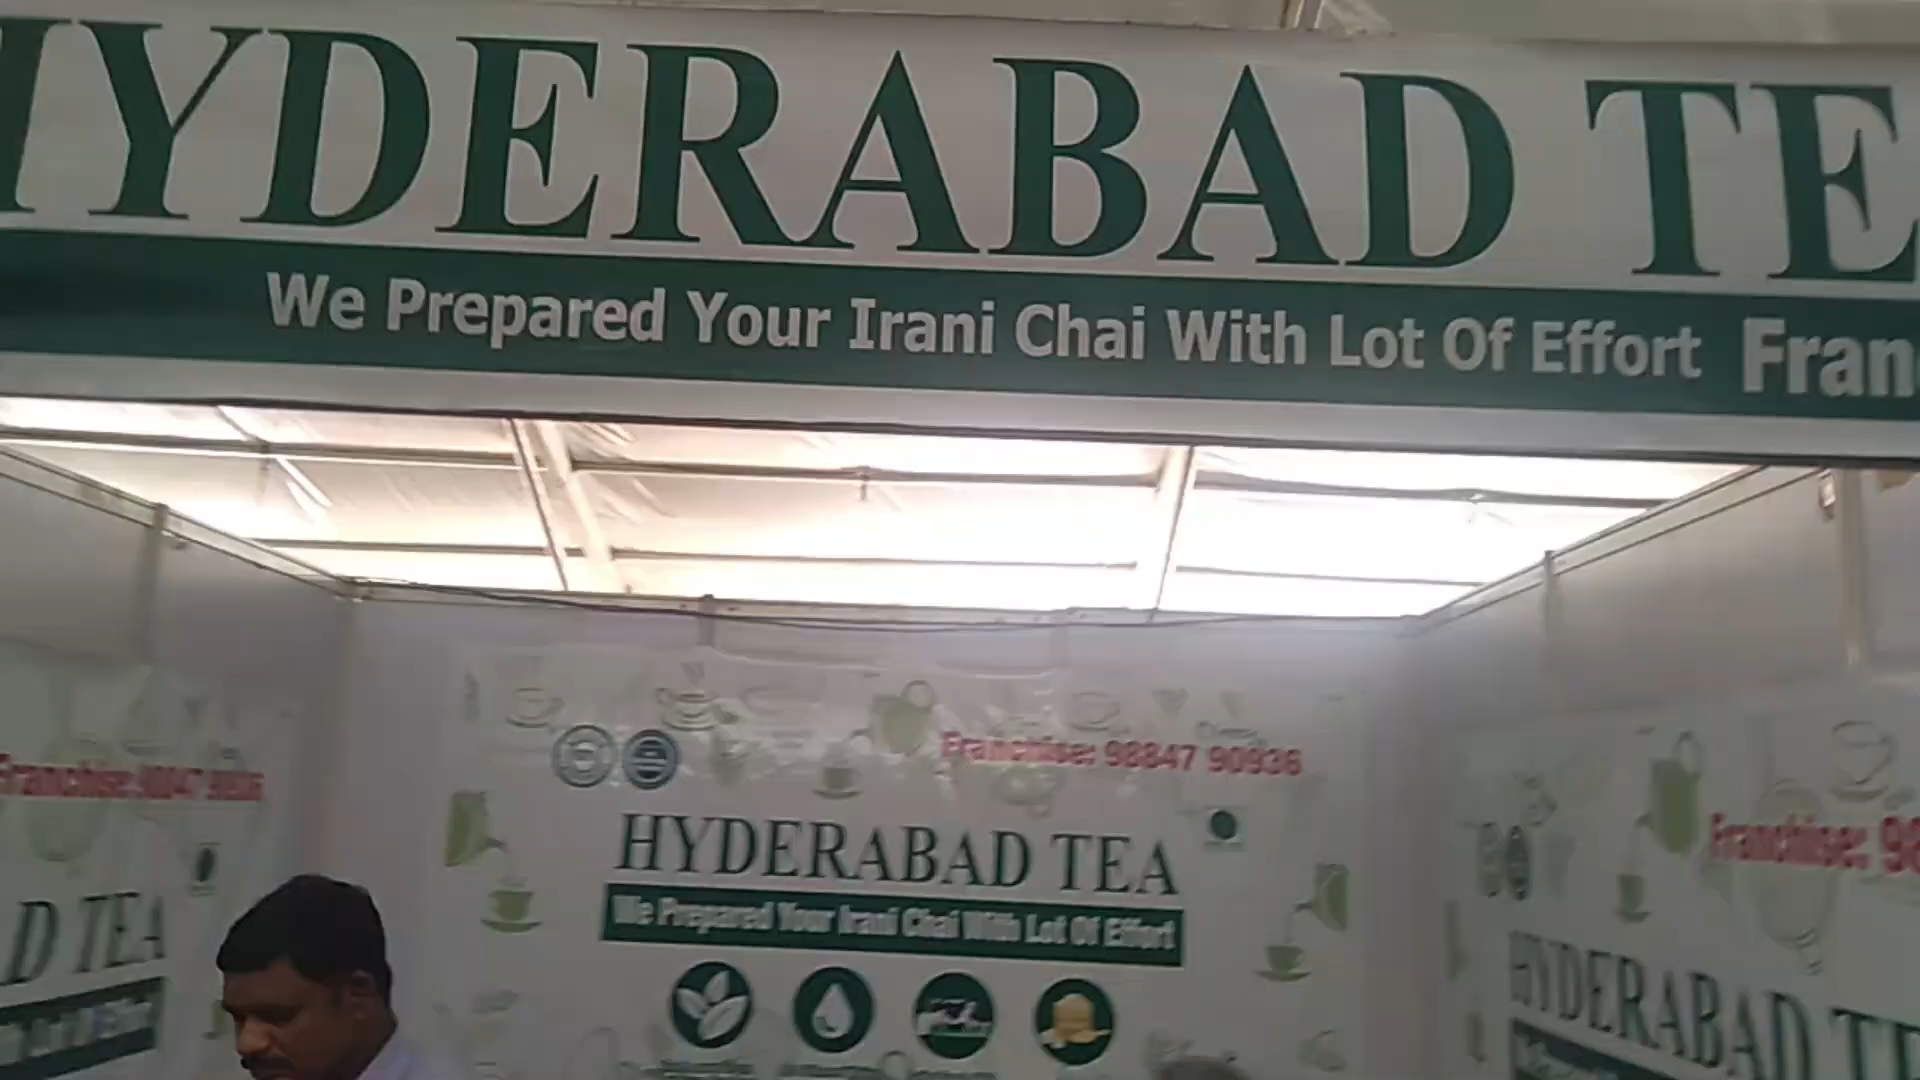 HYDERABAD TE
We Prepared Your Irani Chai With Lot Of Effort Fran
Franchise: 98847 90936
HYDERABAD TEA
We Prepared Your Irani Chai With Lot Of Effort
Franchise:
D TEA
Franchise: 98
HYDERABAD TE